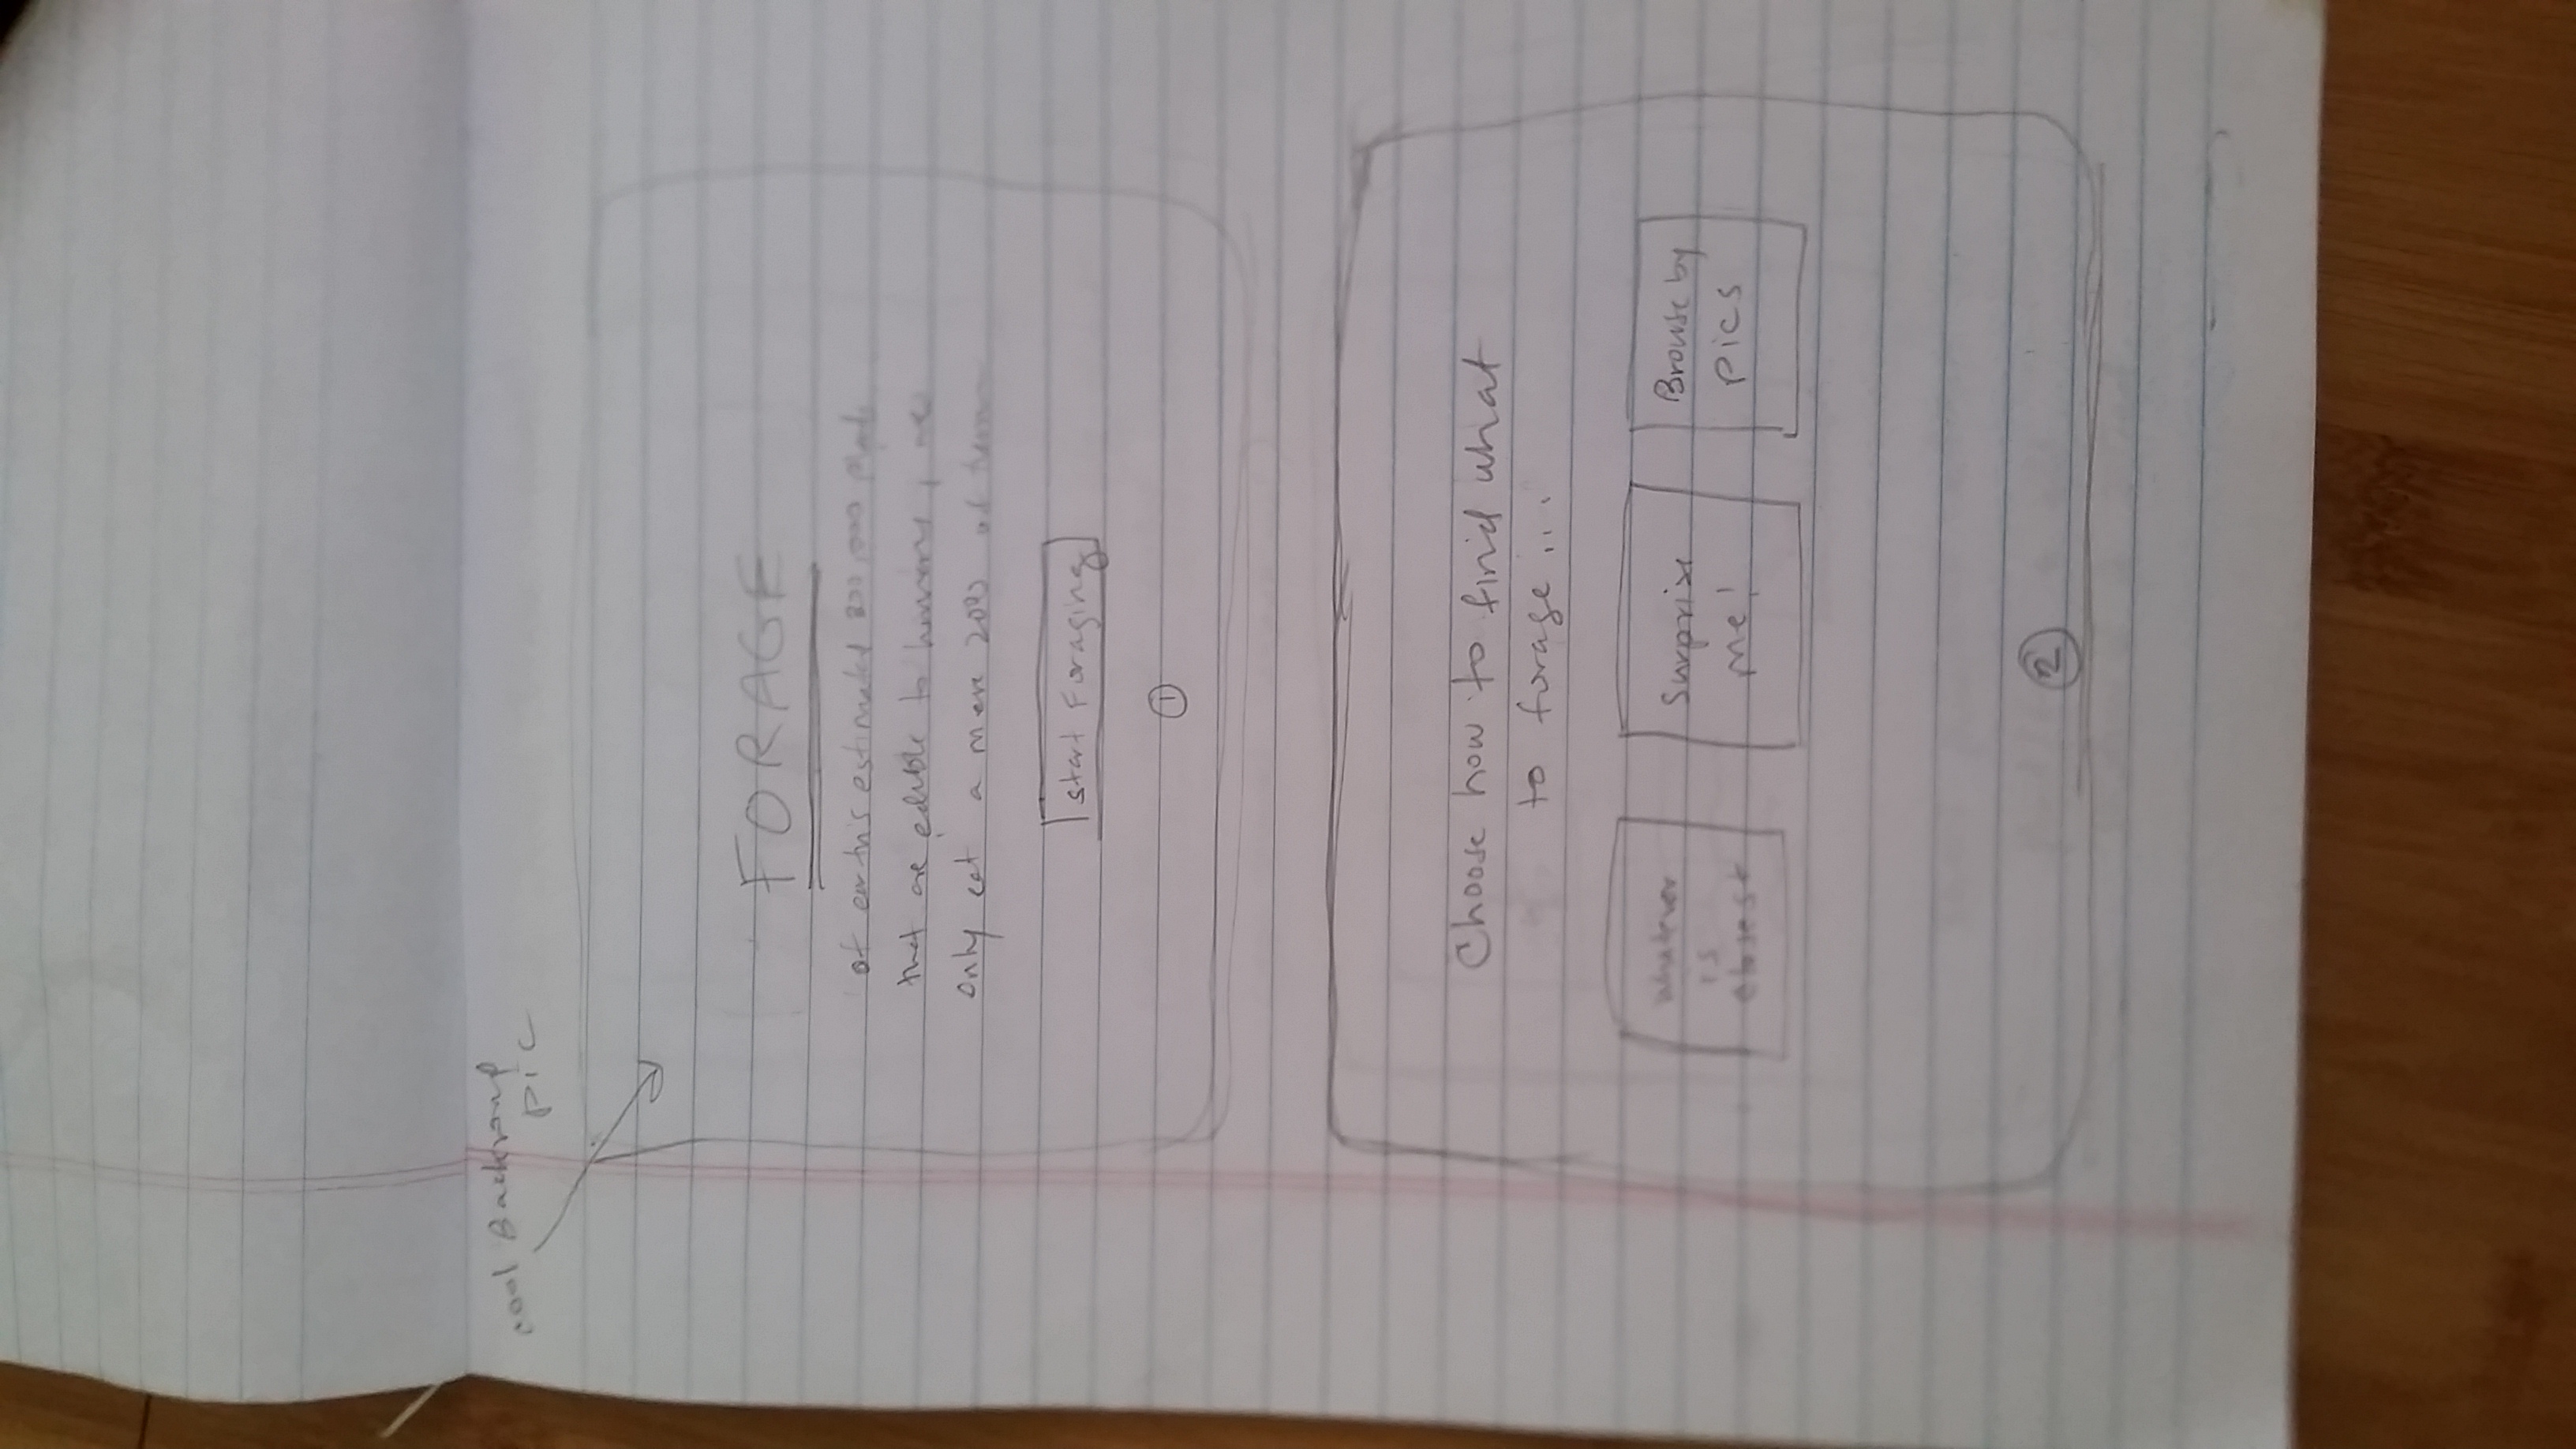 cool
pic
FORAGE
of earth's estimated 300,000 plants
that are edible to humans, we
only eat a mere 200 of them
start Foraging
1
Choose how to find what
to forage...
whatever
is
closest
Surprise
me!
Browse by
pics
2